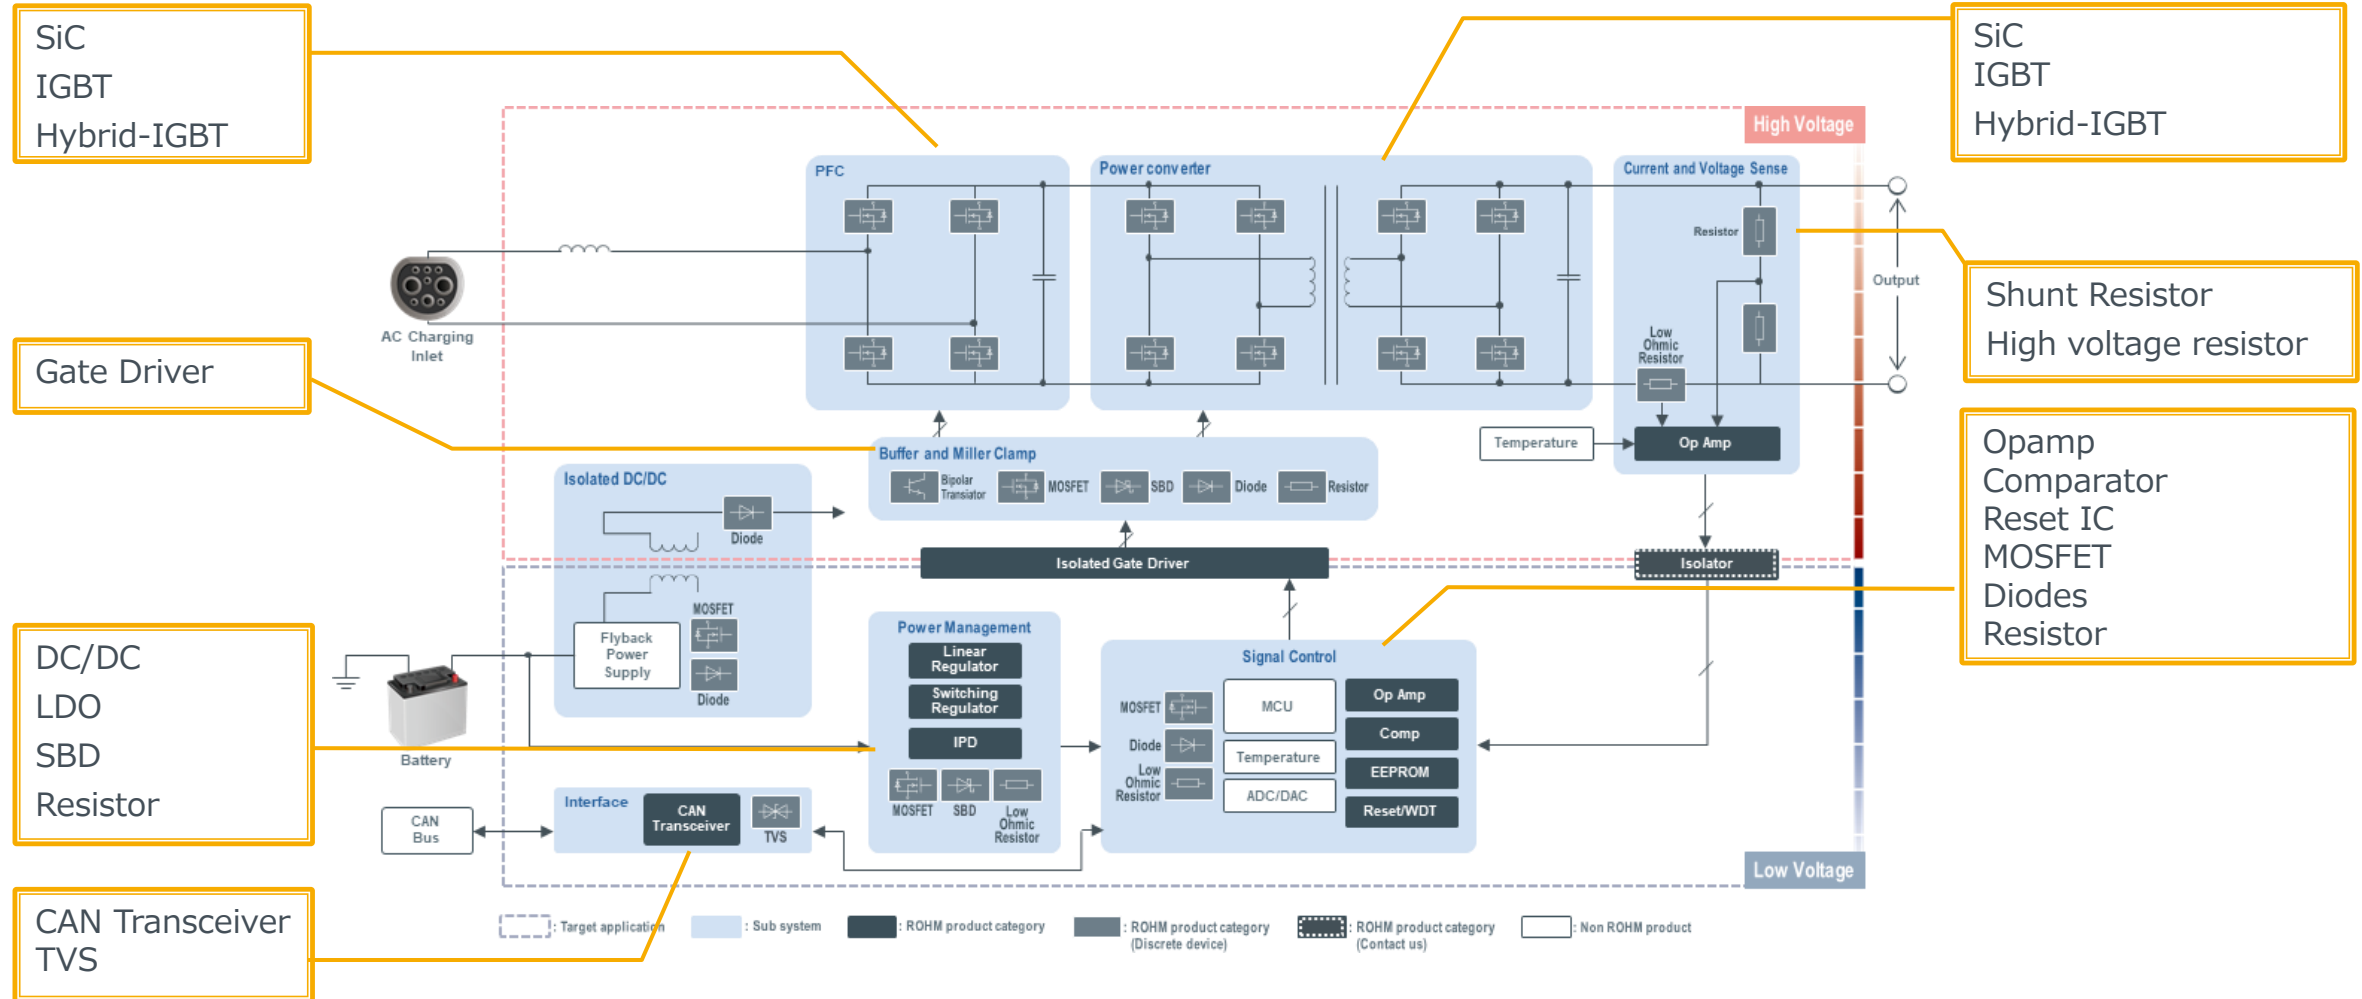 SiC
IGBT
Hybrid-IGBT
SiC
IGBT
Hybrid-IGBT
High Voltage
PFC
Power converter
Current and Voltage Sense
Resistor
Output
AC Charging
Inlet
Low
Ohmic
Resistor
Shunt Resistor
High voltage resistor
Gate Driver
Temperature
Op Amp
Buffer and Miller Clamp
Bipolar
Transiator
MOSFET
SBD
Diode
Resistor
Isolated DC/DC
Diode
Isolated Gate Driver
Isolator
Opamp
Comparator
Reset IC
MOSFET
Diodes
Resistor
MOSFET
Flyback
Power
Supply
Diode
Power Management
Linear
Regulator
Switching
Regulator
IPD
MOSFET
SBD
Low
Ohmic
Resistor
Signal Control
MOSFET
Diode
Low
Ohmic
Resistor
MCU
Temperature
ADC/DAC
Op Amp
Comp
EEPROM
Reset/WDT
DC/DC
LDO
SBD
Resistor
Battery
Interface
CAN
Transceiver
TVS
CAN
Bus
Low Voltage
CAN Transceiver
TVS
: Target application
: Sub system
: ROHM product category
: ROHM product category
(Discrete device)
: ROHM product category
(Contact us)
: Non ROHM product